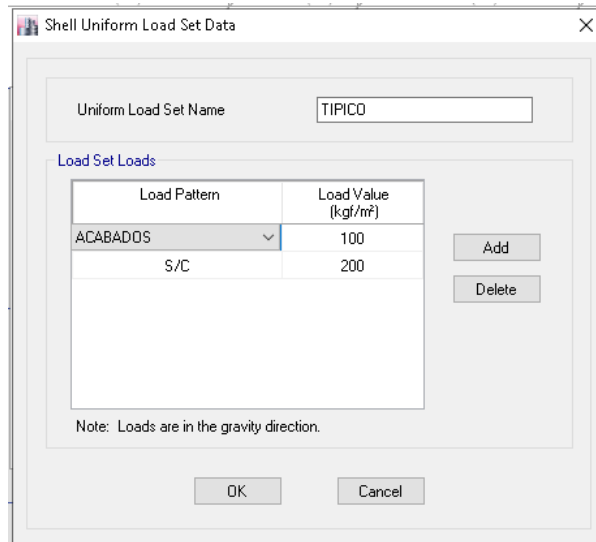 Shell Uniform Load Set Data
Uniform Load Set Name TIPICO
Load Set Loads
Load Pattern Load Value
(kgf/m²)
ACABADOS 100
S/C 200
Add
Delete
Note: Loads are in the gravity direction.
OK Cancel